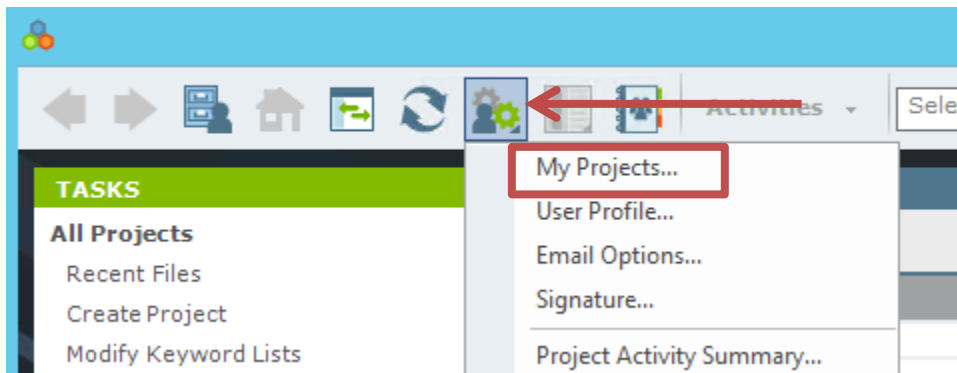 Activities
Sele
My Projects...
TASKS
User Profile...
All Projects
Email Options...
Recent Files
Signature...
Create Project
Modify Keyword Lists
Project Activity Summary...